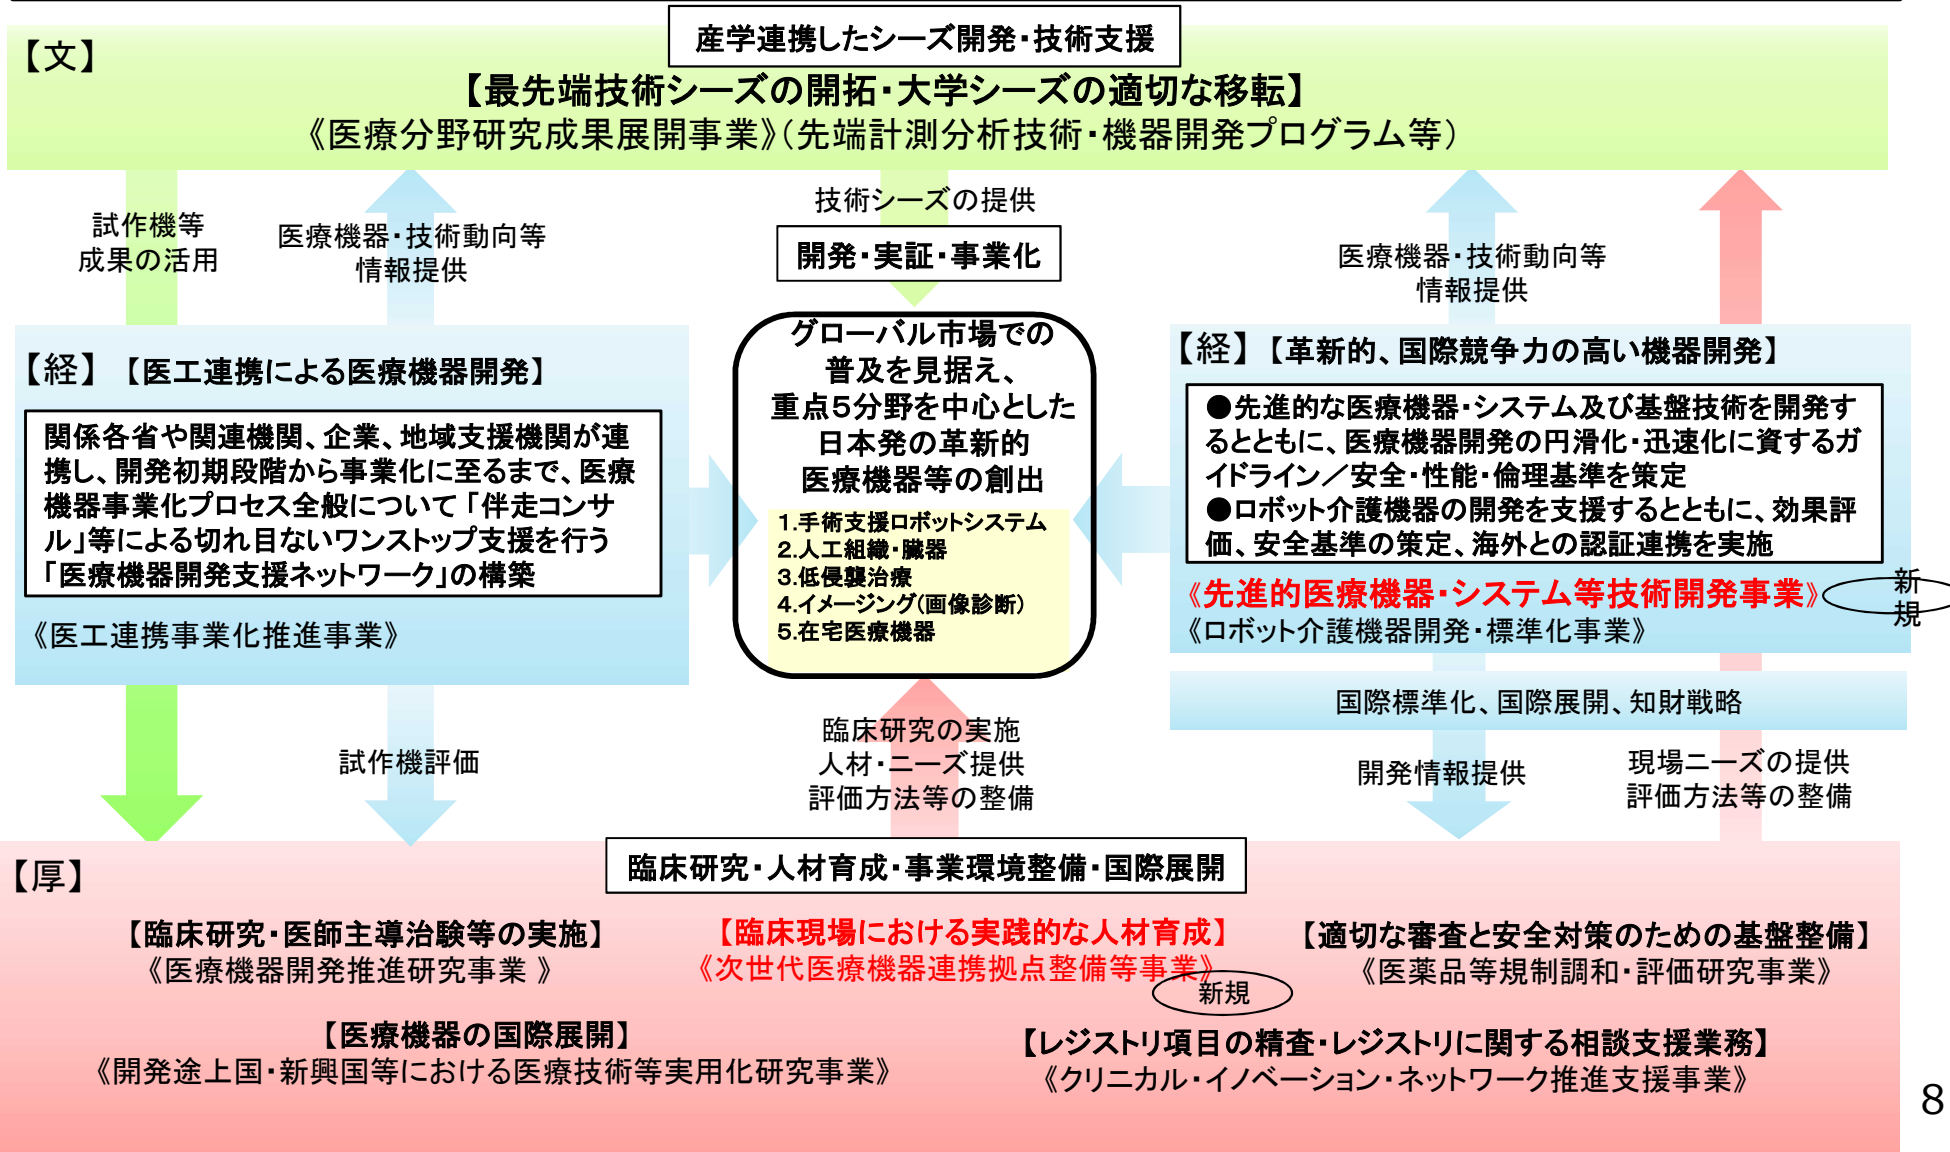 産学連携したシーズ開発・技術支援
【文】
【最先端技術シーズの開拓・大学シーズの適切な移転】
《医療分野研究成果展開事業》(先端計測分析技術・機器開発プログラム等)
試作機等
成果の活用
医療機器・技術動向等
情報提供
技術シーズの提供
開発・実証・事業化
医療機器・技術動向等
情報提供
【経】【医工連携による医療機器開発】
関係各省や関連機関、企業、地域支援機関が連
携し、開発初期段階から事業化に至るまで、医療
機器事業化プロセス全般について「伴走コンサ
ル」等による切れ目ないワンストップ支援を行う
「医療機器開発支援ネットワーク」の構築
《医工連携事業化推進事業》
グローバル市場での
普及を見据え、
重点5分野を中心とした
日本発の革新的
医療機器等の創出
1.手術支援ロボットシステム
2.人工組織・臓器
3.低侵襲治療
4.イメージング(画像診断)
5.在宅医療機器
【経】【革新的、国際競争力の高い機器開発】
●先進的な医療機器・システム及び基盤技術を開発す
るとともに、医療機器開発の円滑化・迅速化に資するガ
イドライン／安全・性能・倫理基準を策定
●ロボット介護機器の開発を支援するとともに、効果評
価、安全基準の策定、海外との認証連携を実施
《先進的医療機器・システム等技術開発事業》
新
規
《ロボット介護機器開発・標準化事業》
国際標準化、国際展開、知財戦略
試作機評価
臨床研究の実施
人材・ニーズ提供
評価方法等の整備
開発情報提供
現場ニーズの提供
評価方法等の整備
【厚】
臨床研究・人材育成・事業環境整備・国際展開
【臨床研究・医師主導治験等の実施】
《医療機器開発推進研究事業 》
【臨床現場における実践的な人材育成】
《次世代医療機器連携拠点整備等事業》
新規
【適切な審査と安全対策のための基盤整備】
《医薬品等規制調和・評価研究事業》
【医療機器の国際展開】
《開発途上国・新興国等における医療技術等実用化研究事業》
【レジストリ項目の精査・レジストリに関する相談支援業務】
《クリニカル・イノベーション・ネットワーク推進支援事業》
8